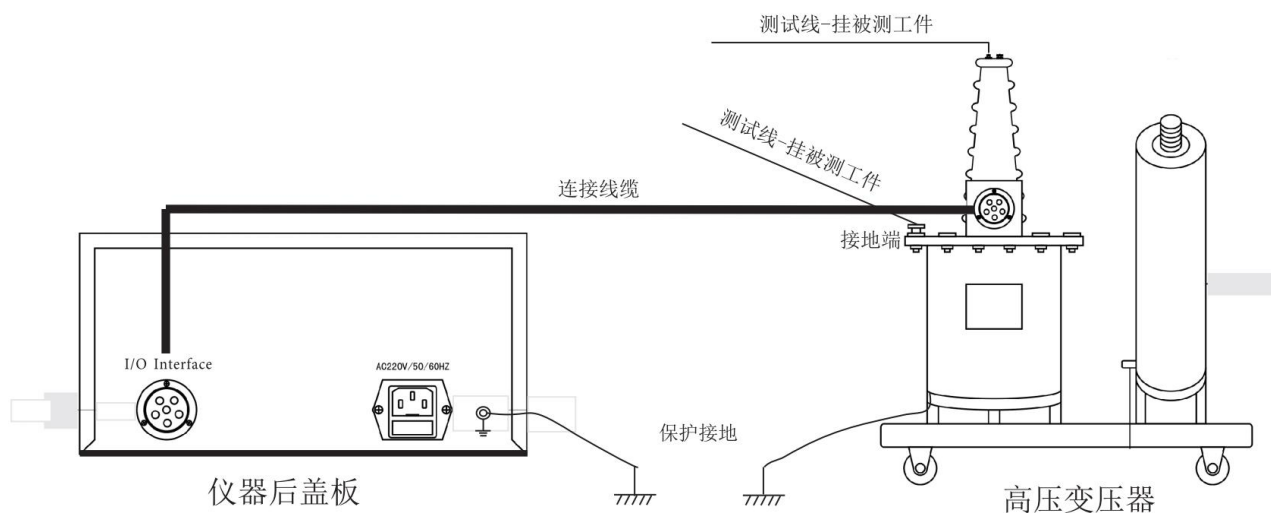 测试线-挂被测工件
测试线-挂被测工件
连接线缆
接地端
I/O Interface
AC220V/50/60HZ
保护接地
仪器后盖板
高压变压器